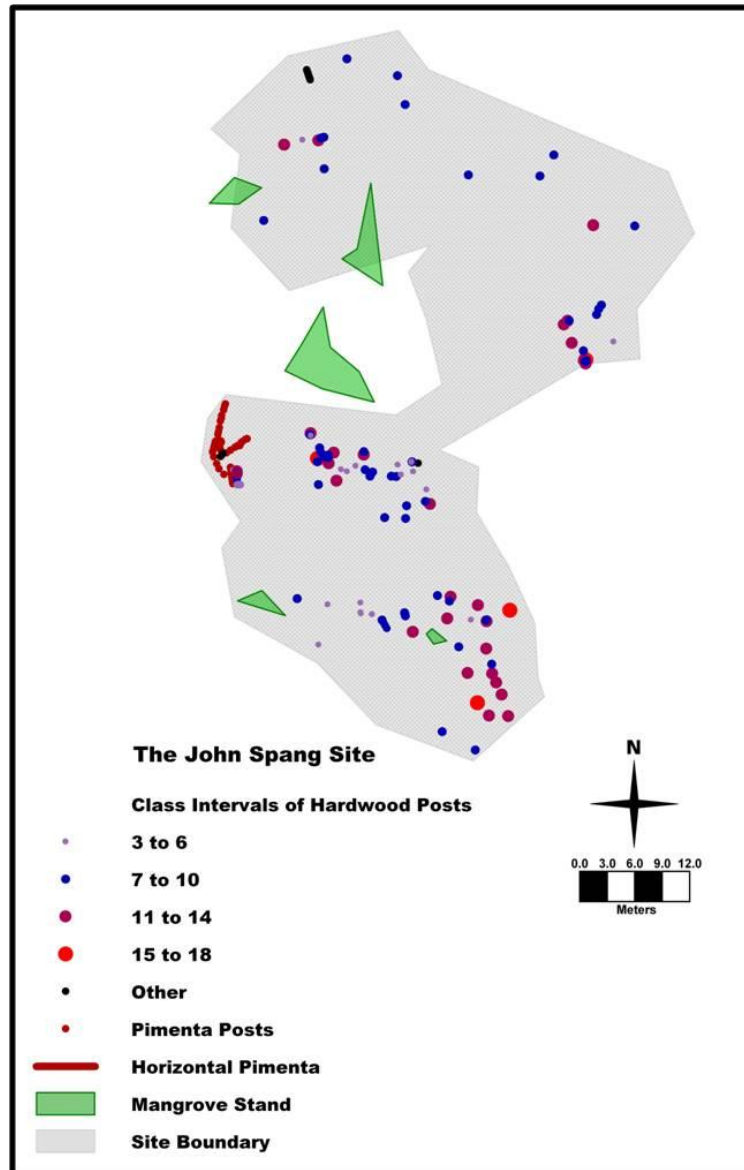 The John Spang Site
Class Intervals of Hardwood Posts
3 to 6
7 to 10
11 to 14
15 to 18
Other
Pimenta Posts
Horizontal Pimenta
Mangrove Stand
Site Boundary
N
0.0 3.0 6.0 9.0 12.0
Meters